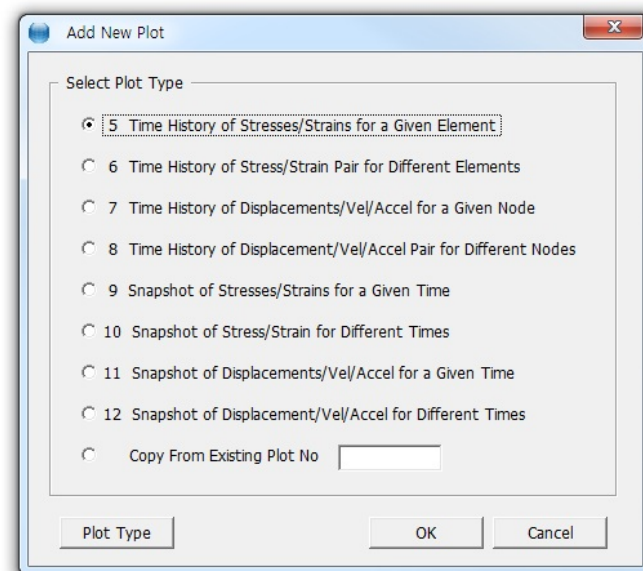 Add New Plot
Select Plot Type
5 Time History of Stresses/Strains for a Given Element
6 Time History of Stress/Strain Pair for Different Elements
7 Time History of Displacements/Vel/Accel for a Given Node
8 Time History of Displacement/Vel/Accel Pair for Different Nodes
9 Snapshot of Stresses/Strains for a Given Time
10 Snapshot of Stress/Strain for Different Times
11 Snapshot of Displacements/Vel/Accel for a Given Time
12 Snapshot of Displacement/Vel/Accel for Different Times
Copy From Existing Plot No
Plot Type OK Cancel